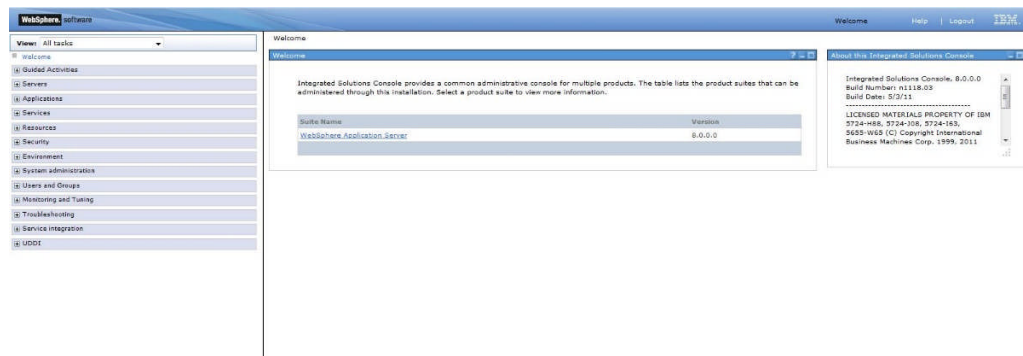 WebSphere. software
Welcome Help | Logout IBM.
View: All tasks
Welcome
Guided Activities
Servers
Applications
Services
Resources
Security
Environment
System administration
Users and Groups
Monitoring and Tuning
Troubleshooting
Service integration
UDDI
Welcome
Welcome
Integrated Solutions Console provides a common administrative console for multiple products. The table lists the product suites that can be
administered through this installation. Select a product suite to view more information.
Suite Name Version
WebSphere Application Server 8.0.0.0
About this Integrated Solutions Console
Integrated Solutions Console, 8.0.0.0
Build Number: n1118.03
Build Date: 5/3/11
----------------------------------
LICENSED MATERIALS PROPERTY OF IBM
5724-H88, 5724-J08, 5724-I63,
5655-W65 (C) Copyright International
Business Machines Corp. 1999, 2011